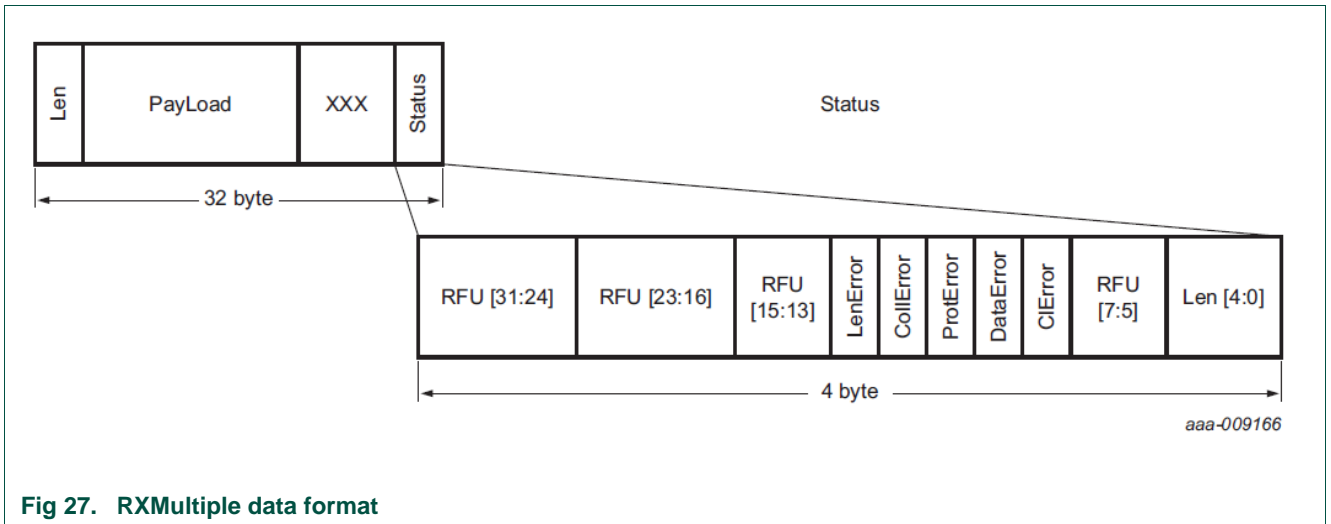 Len
PayLoad
XXX
Status
Status
32 byte
RFU [31:24]
RFU [23:16]
RFU
[15:13]
LenError
CollError
ProtError
DataError
ClError
RFU
[7:5]
Len [4:0]
4 byte
aaa-009166
Fig 27. RXMultiple data format